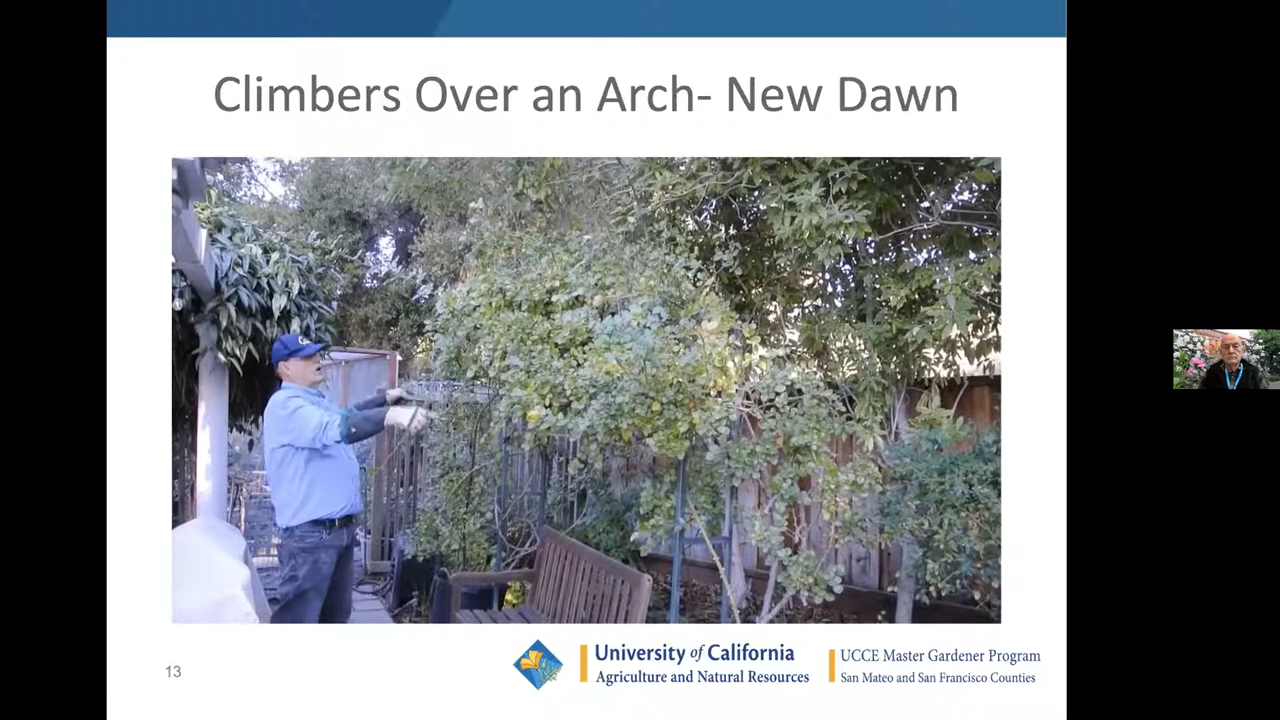 Climbers Over an Arch- New Dawn
13
University of California
Agriculture and Natural Resources
UCCE Master Gardener Program
San Mateo and San Francisco Counties